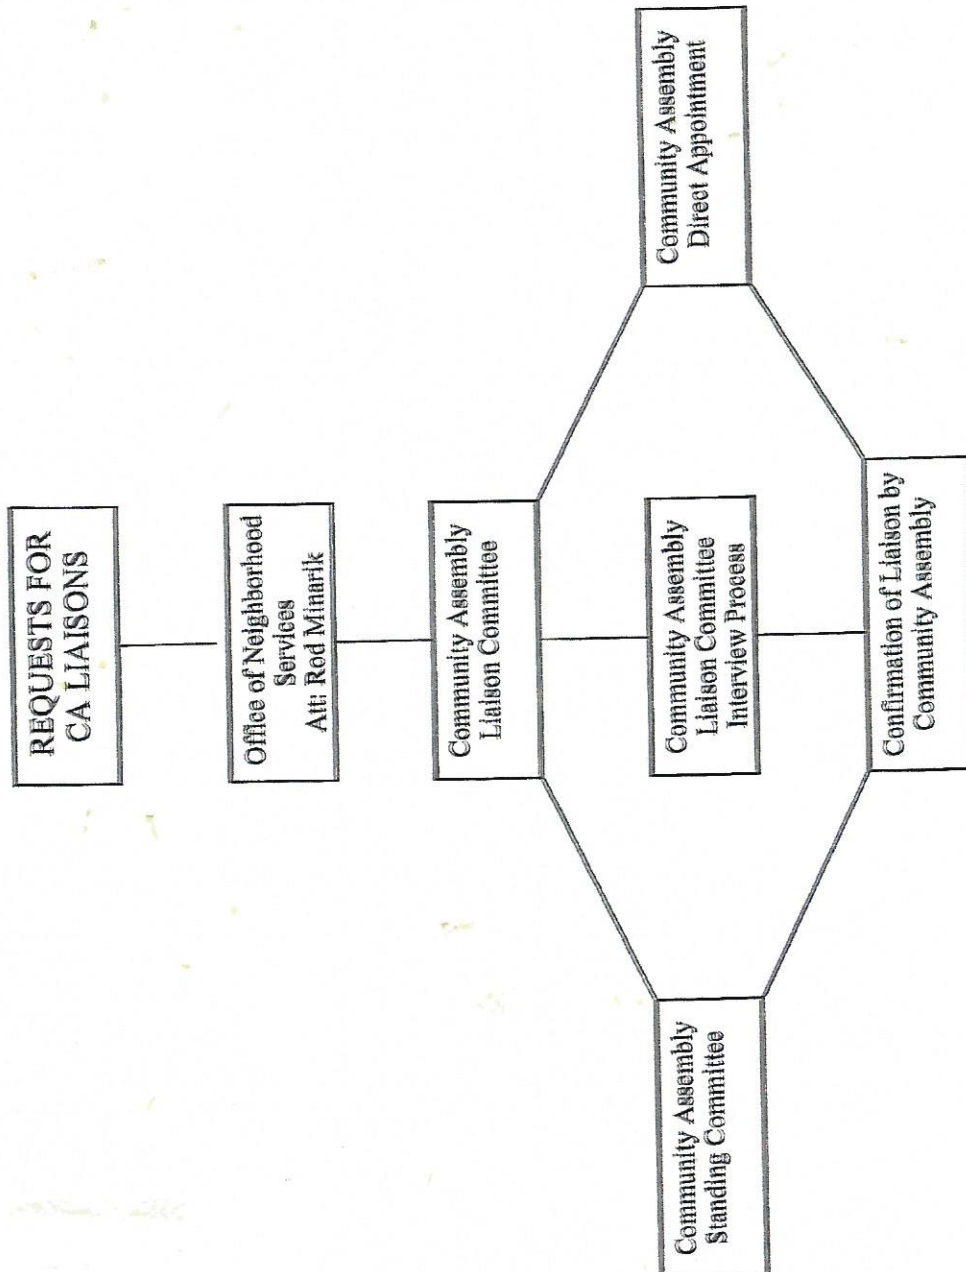 REQUESTS FOR
CA LIAISONS
Office of Neighborhood
Services
Att: Rod Minarik
Community Assembly
Liaison Committee
Community Assembly
Standing Committee
Community Assembly
Liaison Committee
Interview Process
Community Assembly
Direct Appointment
Confirmation of Liaison by
Community Assembly